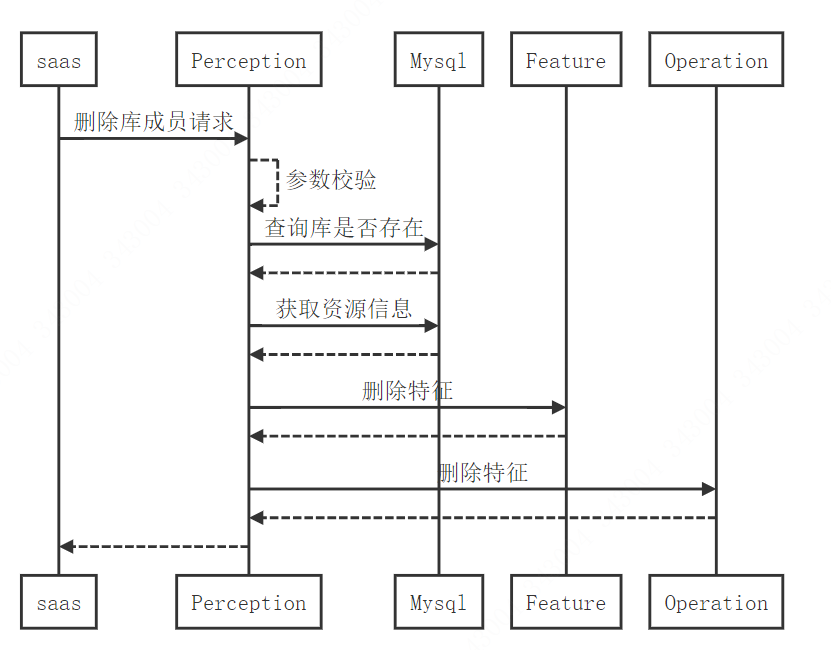 saas
Perception
Mysql
Feature
Operation
删除库成员请求
参数校验
查询库是否存在
获取资源信息
删除特征
删除特征
saas
Perception
Mysql
Feature
Operation